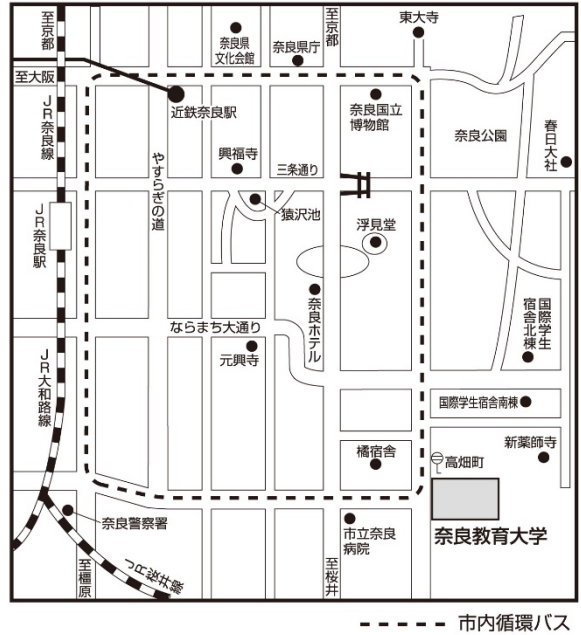 至京都
至京都
東大寺
奈良県
文化会館
奈良県庁
至大阪
近鉄奈良駅
奈良国立
博物館
奈良公園
春日大社
JR奈良線
やすらぎの道
興福寺
三条通り
猿沢池
浮見堂
JR奈良駅
奈良ホテル
ならまち大通り
元興寺
国際学生
宿舎北棟
JR大和路線
国際学生宿舎南棟
橘宿舎
高畑町
新薬師寺
奈良教育大学
奈良警察署
市立奈良
病院
至橿原
JR桜井線
至桜井
市内循環バス